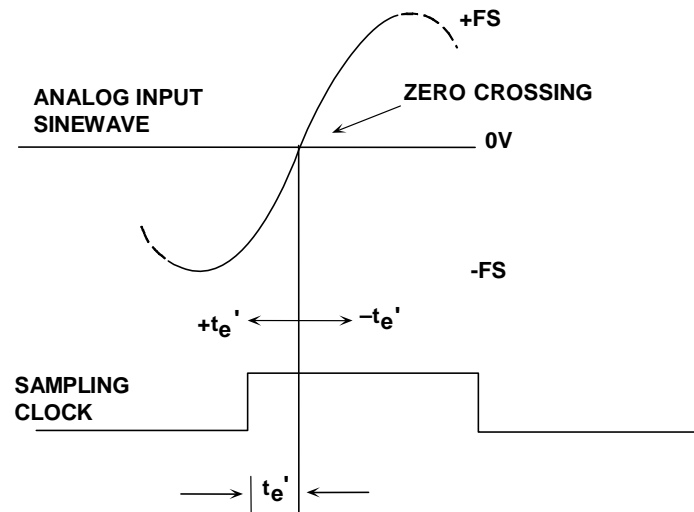 +FS
ANALOG INPUT
SINEWAVE
ZERO CROSSING
0V
-FS
+te'
–te'
SAMPLING
CLOCK
te'